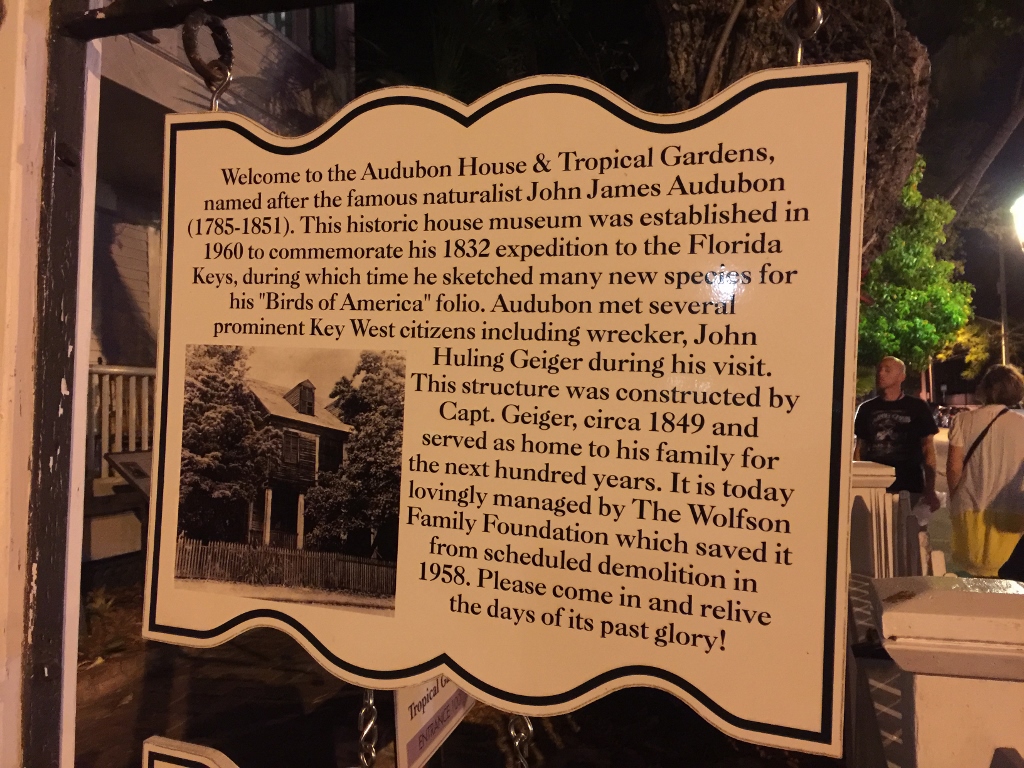 Welcome to the Audubon House & Tropical Gardens,
named after the famous naturalist John James Audubon
(1785-1851). This historic house museum was established in
1960 to commemorate his 1832 expedition to the Florida
Keys, during which time he sketched many new species for
his "Birds of America" folio. Audubon met several
prominent Key West citizens including wrecker, John
Huling Geiger during his visit.
This structure was constructed by
Capt. Geiger, circa 1849 and
served as home to his family for
the next hundred years. It is today
lovingly managed by The Wolfson
Family Foundation which saved it
from scheduled demolition in
1958. Please come in and relive
the days of its past glory!
Tropical
ENTRANCE